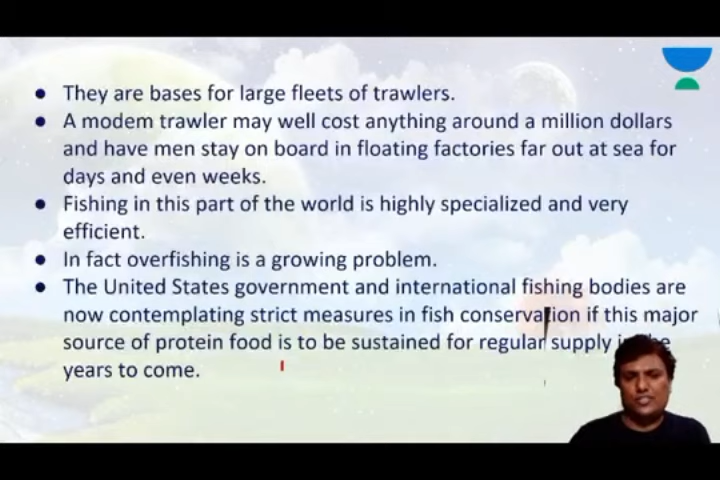 They are bases for large fleets of trawlers.
A modem trawler may well cost anything around a million dollars
and have men stay on board in floating factories far out at sea for
days and even weeks.
Fishing in this part of the world is highly specialized and very
efficient.
In fact overfishing is a growing problem.
The United States government and international fishing bodies are
now contemplating strict measures in fish conservation if this major
source of protein food is to be sustained for regular supply
years to come.